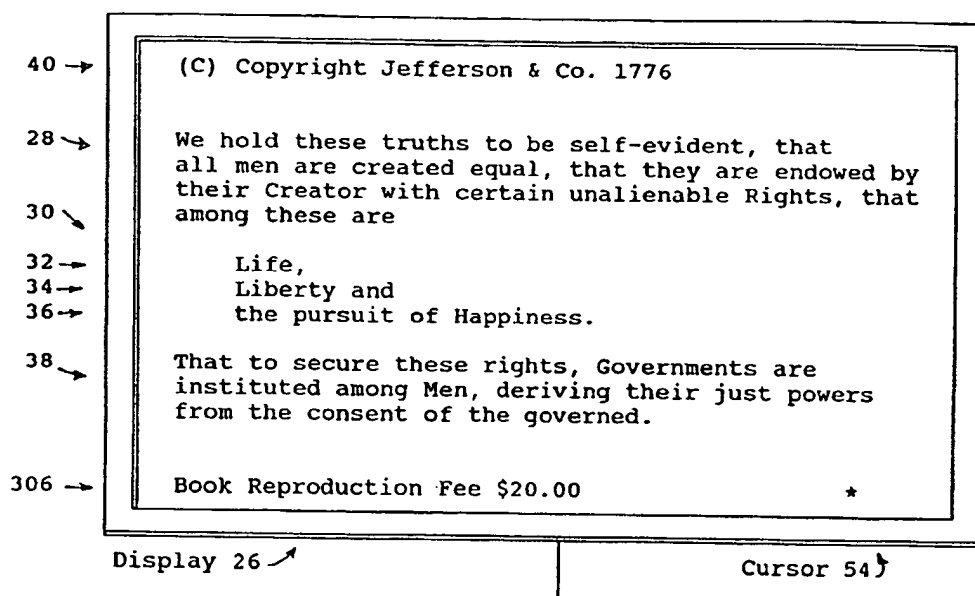 40 (C) Copyright Jefferson & Co. 1776
28 We hold these truths to be self-evident, that
all men are created equal, that they are endowed by
their Creator with certain unalienable Rights, that
30 among these are
32 Life,
34 Liberty and
36 the pursuit of Happiness.
38 That to secure these rights, Governments are
instituted among Men, deriving their just powers
from the consent of the governed.
306 Book Reproduction Fee $20.00 *
Display 26 Cursor 54